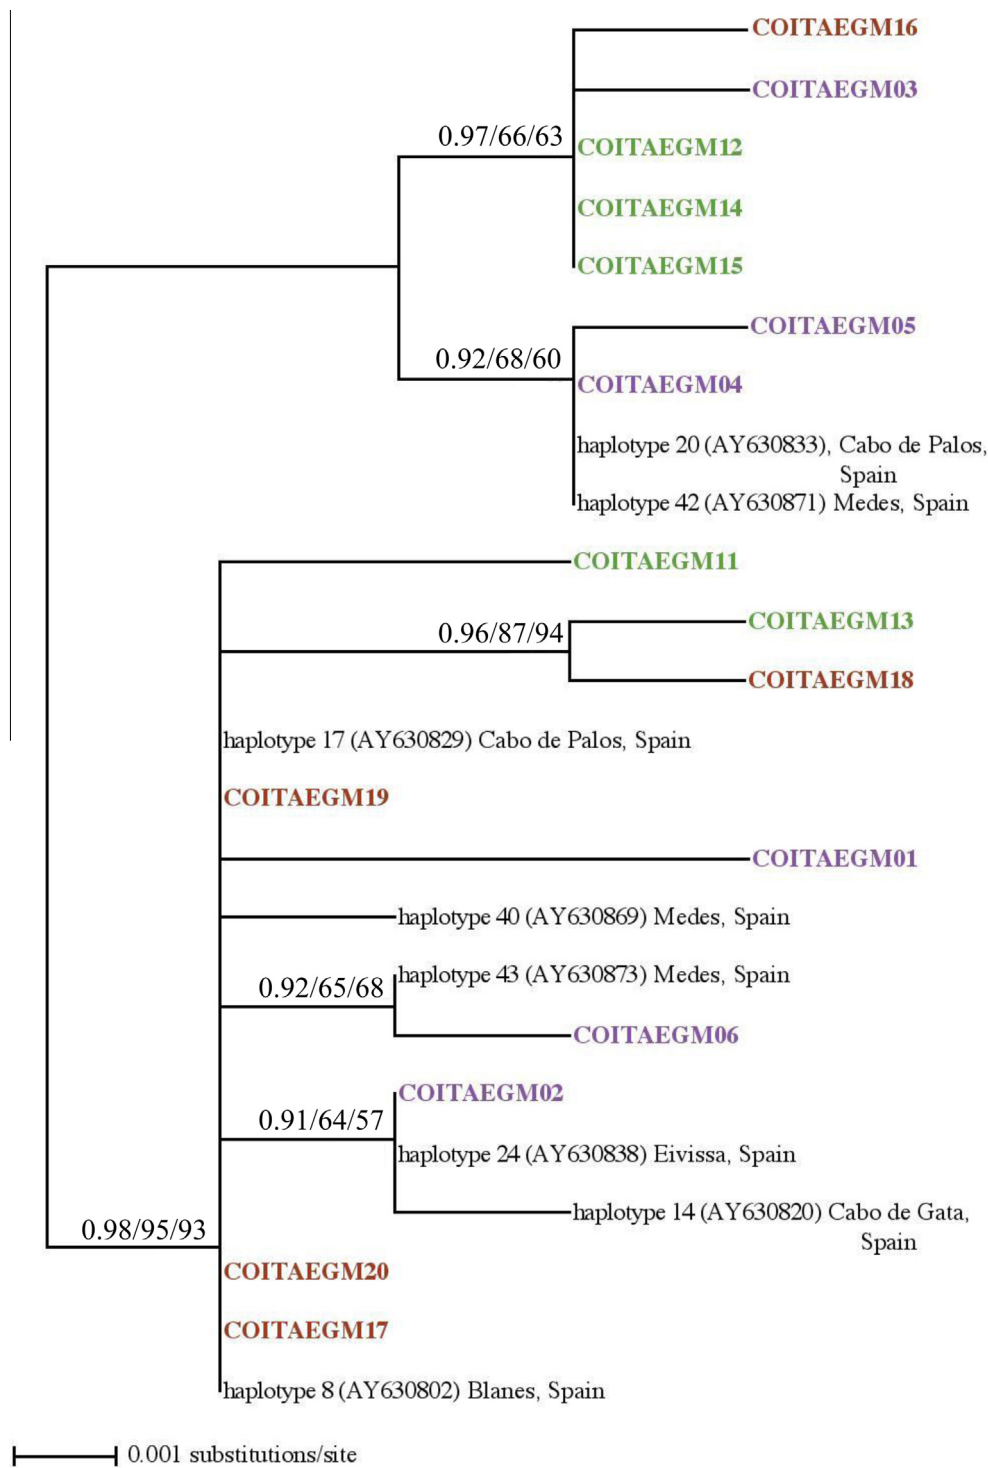 COITAEGM16
COITAEGM03
0.97/66/63
COITAEGM12
COITAEGM14
COITAEGM15
COITAEGM05
0.92/68/60
COITAEGM04
haplotype 20 (AY630833), Cabo de Palos,
Spain
haplotype 42 (AY630871) Medes, Spain
COITAEGM11
COITAEGM13
0.96/87/94
COITAEGM18
haplotype 17 (AY630829) Cabo de Palos, Spain
COITAEGM19
COITAEGM01
haplotype 40 (AY630869) Medes, Spain
haplotype 43 (AY630873) Medes, Spain
0.92/65/68
COITAEGM06
COITAEGM02
0.91/64/57
haplotype 24 (AY630838) Eivissa, Spain
haplotype 14 (AY630820) Cabo de Gata,
Spain
0.98/95/93
COITAEGM20
COITAEGM17
haplotype 8 (AY630802) Blanes, Spain
0.001 substitutions/site